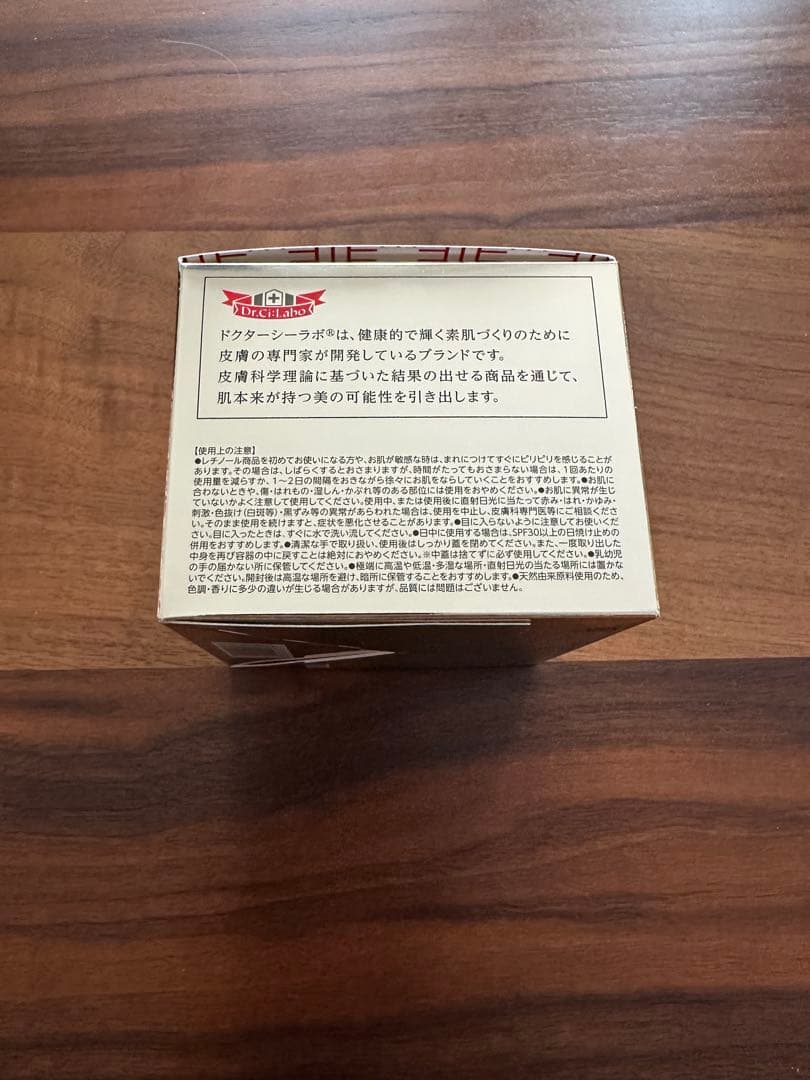 Dr.Ci:Labo
ドクターシーラボ®は、健康的で輝く素肌づくりのために
皮膚の専門家が開発しているブランドです。
皮膚科学理論に基づいた結果の出せる商品を通じて、
肌本来が持つ美の可能性を引き出します。
【使用上の注意】
●レチノール商品を初めてお使いになる方や、お肌が敏感な時は、まれにつけてすぐにピリピリを感じることが
あります。その場合は、しばらくするとおさまりますが、時間がたってもおさまらない場合は、1回あたりの
使用量を減らすか、1〜2日の間隔をおきながら徐々にお肌をならしていくことをおすすめします。●お肌に
合わないときや、傷・はれもの・湿しん・かぶれ等のある部位には使用をおやめください。●お肌に異常が生じ
ていないかよく注意して使用してください。使用中、または使用後に直射日光に当たって赤み・はれ・かゆみ・
刺激・色抜け(白斑等)・黒ずみ等の異常があらわれた場合は、使用を中止し、皮膚科専門医等にご相談くださ
い。そのまま使用を続けますと、症状を悪化させることがあります。●目に入らないように注意してお使いくだ
さい。目に入ったときは、すぐに水で洗い流してください。●日中に使用する場合は、SPF30以上の日焼け止めの
併用をおすすめします。●清潔な手で取り扱い、使用後はしっかり蓋を閉めてください。また、一度取り出した
中身を再び容器の中に戻すことは絶対におやめください。※中蓋は捨てずに必ず使用してください。●乳幼児
の手の届かない所に保管してください。●極端に高温や低温・多湿な場所・直射日光の当たる場所には置かな
いでください。開封後は高温な場所を避け、暗所に保管することをおすすめします。●天然由来原料使用のため、
色調・香りに多少の違いが生じる場合がありますが、品質には問題はございません。